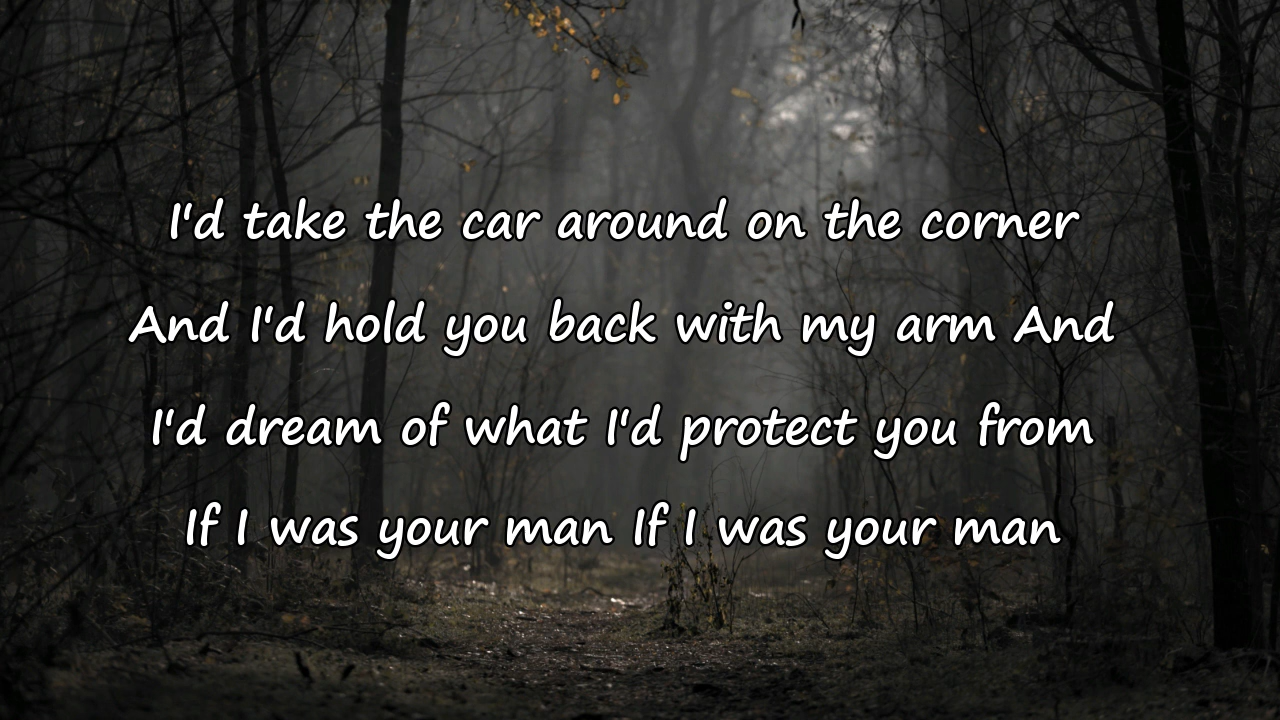 I'd take the car around on the corner
And I'd hold you back with my arm And
I'd dream of what I'd protect you from
If I was your man If I was your man